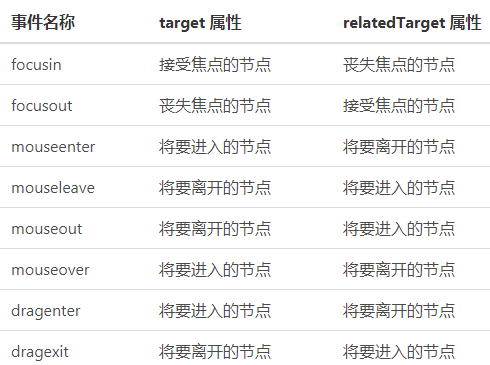 事件名称 target 属性 relatedTarget 属性
focusin 接受焦点的节点 丧失焦点的节点
focusout 丧失焦点的节点 接受焦点的节点
mouseenter 将要进入的节点 将要离开的节点
mouseleave 将要离开的节点 将要进入的节点
mouseout 将要离开的节点 将要进入的节点
mouseover 将要进入的节点 将要离开的节点
dragenter 将要进入的节点 将要离开的节点
dragexit 将要离开的节点 将要进入的节点